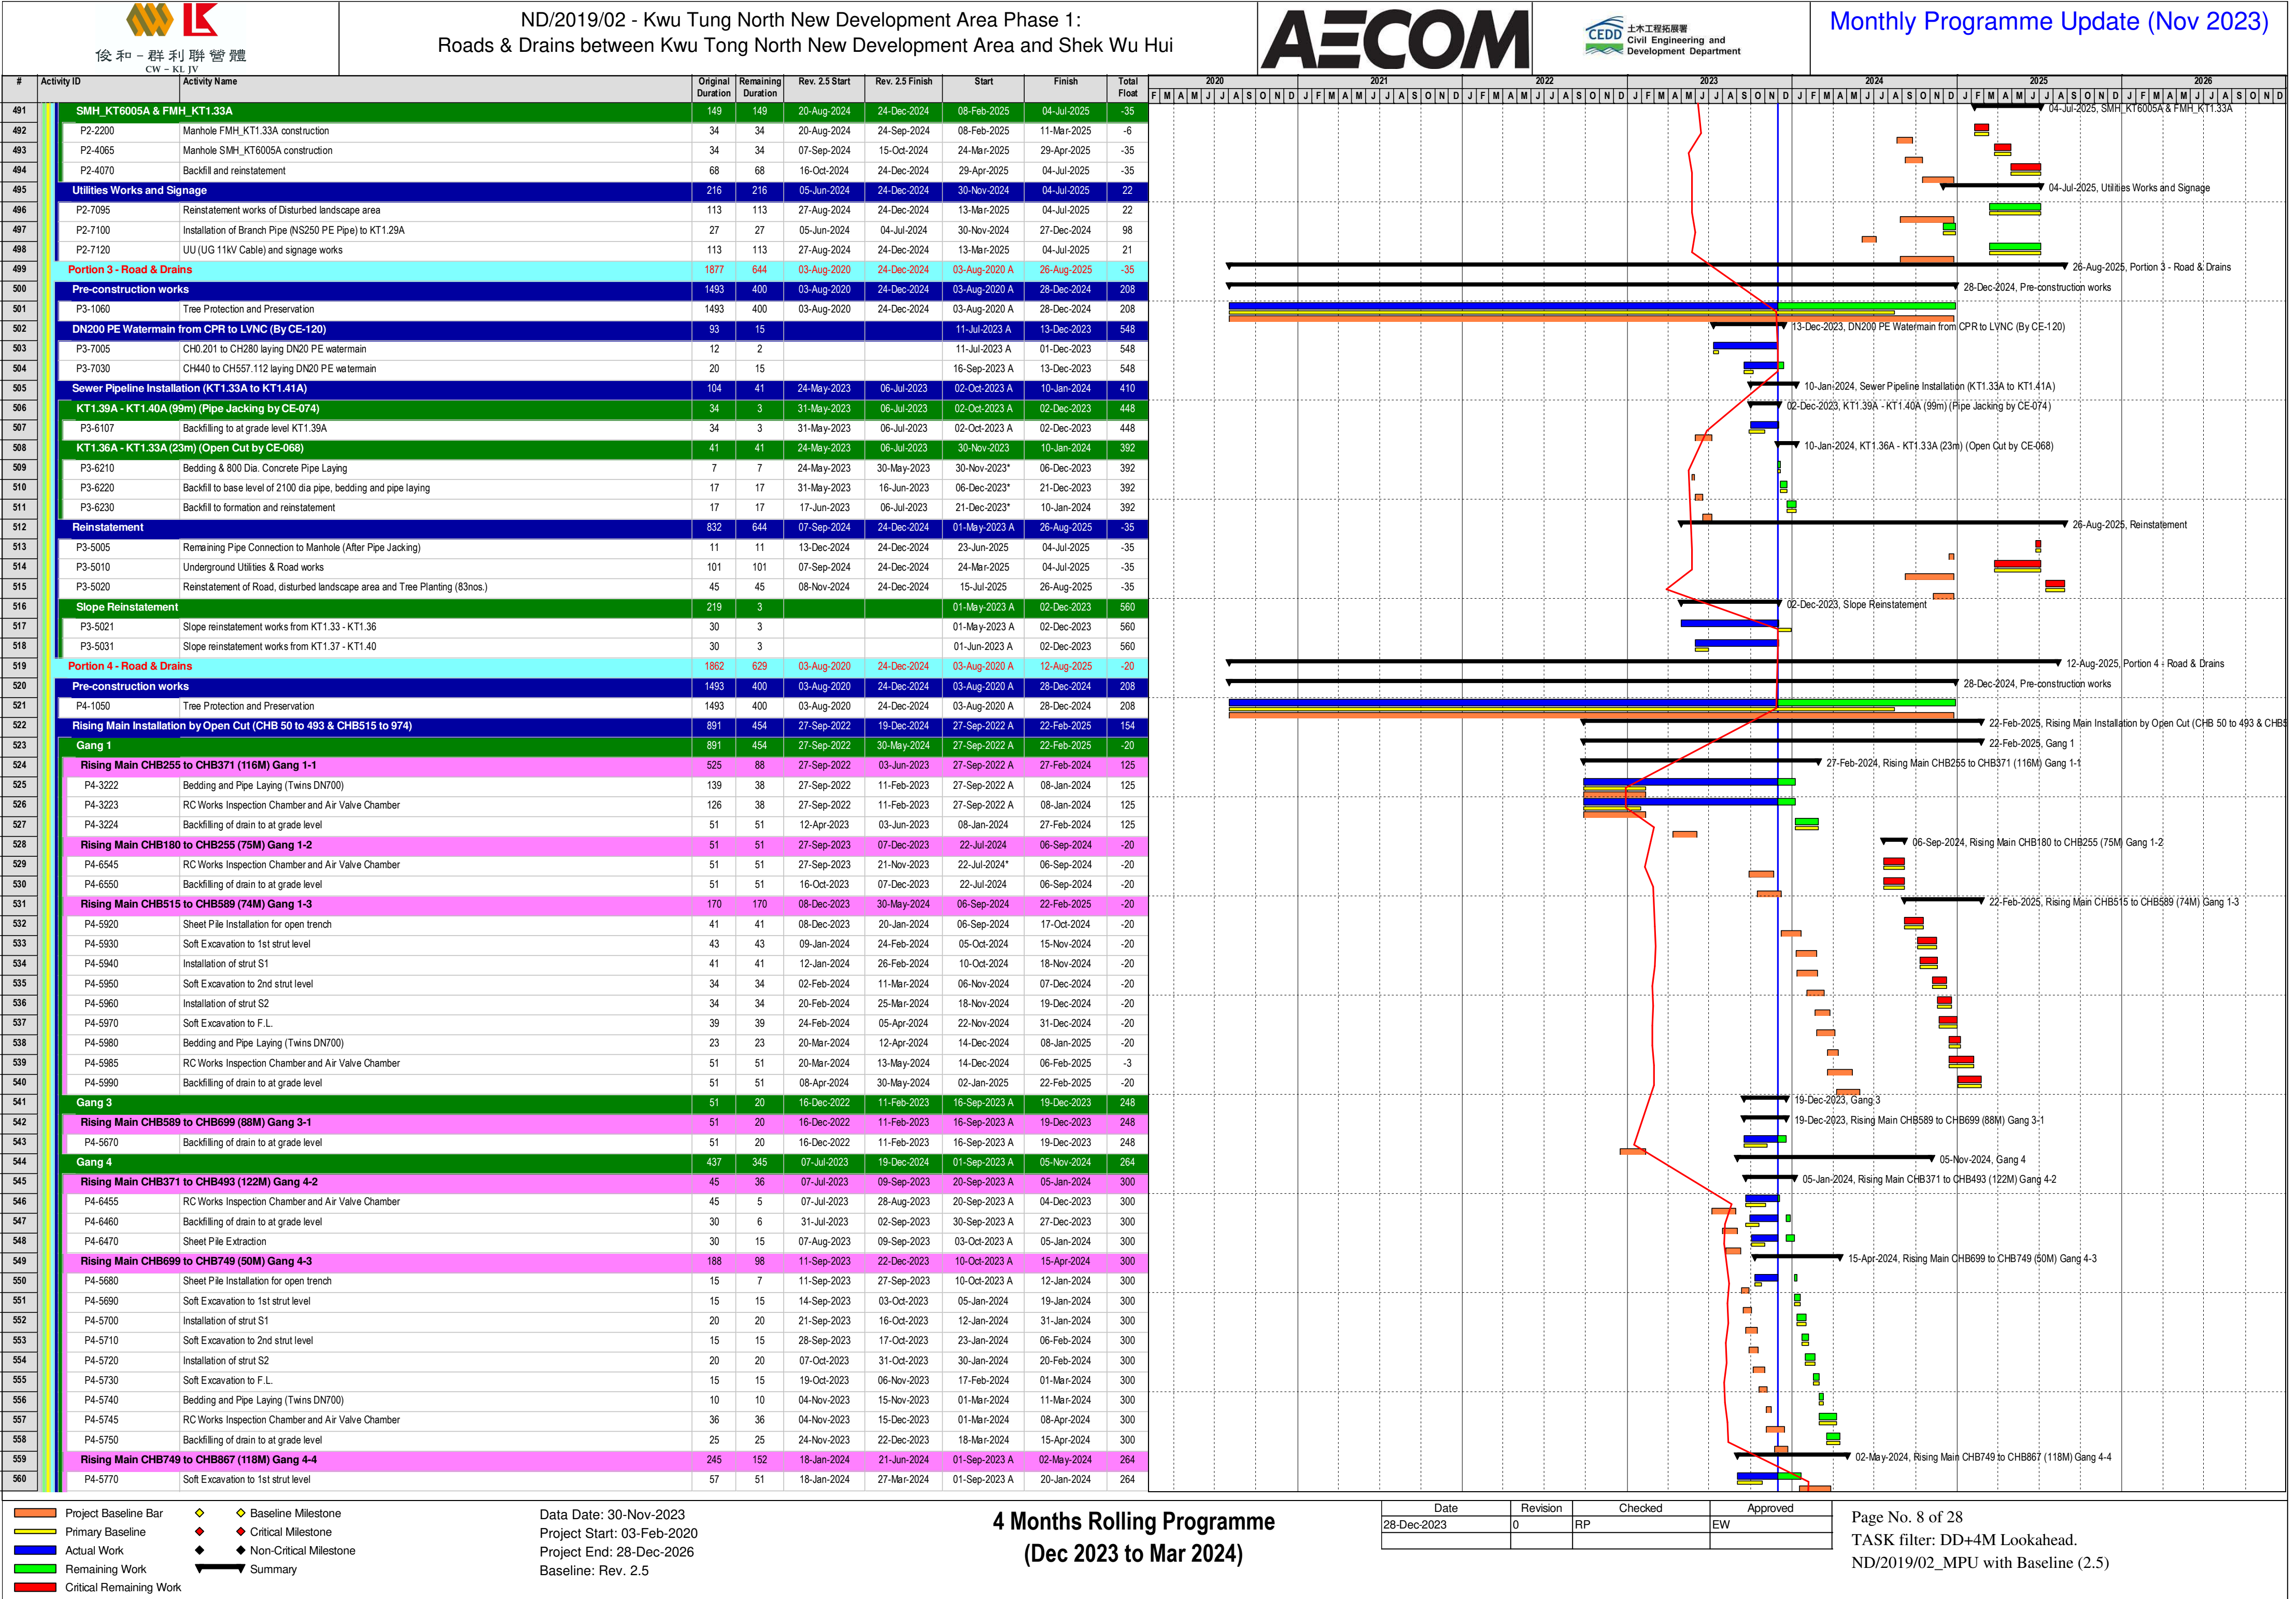 俊和-群利聯營體
CW - KL JV
ND/2019/02 - Kwu Tung North New Development Area Phase 1:
Roads & Drains between Kwu Tong North New Development Area and Shek Wu Hui
AECOM
CEDD 土木工程拓展署
Civil Engineering and
Development Department
Monthly Programme Update (Nov 2023)
# Activity ID Activity Name Original Duration Remaining Duration Rev. 2.5 Start Rev. 2.5 Finish Start Finish Total Float 2020 2021 2022 2023 2024 2025 2026
F M A M J J A S O N D J F M A M J J A S O N D J F M A M J J A S O N D J F M A M J J A S O N D J F M A M J J A S O N D J F M A M J J A S O N D J F M A M J J A S O N D
491 SMH_KT6005A & FMH_KT1.33A 149 149 20-Aug-2024 24-Dec-2024 08-Feb-2025 04-Jul-2025 -35 04-Jul-2025, SMH_KT6005A & FMH_KT1.33A
492 P2-2200 Manhole FMH_KT1.33A construction 34 34 20-Aug-2024 24-Sep-2024 08-Feb-2025 11-Mar-2025 -6
493 P2-4065 Manhole SMH_KT6005A construction 34 34 07-Sep-2024 15-Oct-2024 24-Mar-2025 29-Apr-2025 -35
494 P2-4070 Backfill and reinstatement 68 68 16-Oct-2024 24-Dec-2024 29-Apr-2025 04-Jul-2025 -35
495 Utilities Works and Signage 216 216 05-Jun-2024 24-Dec-2024 30-Nov-2024 04-Jul-2025 22 04-Jul-2025, Utilities Works and Signage
496 P2-7095 Reinstatement works of Disturbed landscape area 113 113 27-Aug-2024 24-Dec-2024 13-Mar-2025 04-Jul-2025 22
497 P2-7100 Installation of Branch Pipe (NS250 PE Pipe) to KT1.29A 27 27 05-Jun-2024 04-Jul-2024 30-Nov-2024 27-Dec-2024 98
498 P2-7120 UU (UG 11kV Cable) and signage works 113 113 27-Aug-2024 24-Dec-2024 13-Mar-2025 04-Jul-2025 21
499 Portion 3 - Road & Drains 1877 644 03-Aug-2020 24-Dec-2024 03-Aug-2020 A 26-Aug-2025 -35 26-Aug-2025, Portion 3 - Road & Drains
500 Pre-construction works 1493 400 03-Aug-2020 24-Dec-2024 03-Aug-2020 A 28-Dec-2024 208 28-Dec-2024, Pre-construction works
501 P3-1060 Tree Protection and Preservation 1493 400 03-Aug-2020 24-Dec-2024 03-Aug-2020 A 28-Dec-2024 208
502 DN200 PE Watermain from CPR to LVNC (By CE-120) 93 15 11-Jul-2023 A 13-Dec-2023 548 13-Dec-2023, DN200 PE Watermain from CPR to LVNC (By CE-120)
503 P3-7005 CH0.201 to CH280 laying DN20 PE watermain 12 2 11-Jul-2023 A 01-Dec-2023 548
504 P3-7030 CH440 to CH557.112 laying DN20 PE watermain 20 15 16-Sep-2023 A 13-Dec-2023 548
505 Sewer Pipeline Installation (KT1.33A to KT1.41A) 104 41 24-May-2023 06-Jul-2023 02-Oct-2023 A 10-Jan-2024 410 10-Jan-2024, Sewer Pipeline Installation (KT1.33A to KT1.41A)
506 KT1.39A - KT1.40A (99m) (Pipe Jacking by CE-074) 34 3 31-May-2023 06-Jul-2023 02-Oct-2023 A 02-Dec-2023 448 02-Dec-2023, KT1.39A - KT1.40A (99m) (Pipe Jacking by CE-074)
507 P3-6107 Backfilling to at grade level KT1.39A 34 3 31-May-2023 06-Jul-2023 02-Oct-2023 A 02-Dec-2023 448
508 KT1.36A - KT1.33A (23m) (Open Cut by CE-068) 41 41 24-May-2023 06-Jul-2023 30-Nov-2023 10-Jan-2024 392 10-Jan-2024, KT1.36A - KT1.33A (23m) (Open Cut by CE-068)
509 P3-6210 Bedding & 800 Dia. Concrete Pipe Laying 7 7 24-May-2023 30-May-2023 30-Nov-2023* 06-Dec-2023 392
510 P3-6220 Backfill to base level of 2100 dia pipe, bedding and pipe laying 17 17 31-May-2023 16-Jun-2023 06-Dec-2023* 21-Dec-2023 392
511 P3-6230 Backfill to formation and reinstatement 17 17 17-Jun-2023 06-Jul-2023 21-Dec-2023* 10-Jan-2024 392
512 Reinstatement 832 644 07-Sep-2024 24-Dec-2024 01-May-2023 A 26-Aug-2025 -35 26-Aug-2025, Reinstatement
513 P3-5005 Remaining Pipe Connection to Manhole (After Pipe Jacking) 11 11 13-Dec-2024 24-Dec-2024 23-Jun-2025 04-Jul-2025 -35
514 P3-5010 Underground Utilities & Road works 101 101 07-Sep-2024 24-Dec-2024 24-Mar-2025 04-Jul-2025 -35
515 P3-5020 Reinstatement of Road, disturbed landscape area and Tree Planting (83nos.) 45 45 08-Nov-2024 24-Dec-2024 15-Jul-2025 26-Aug-2025 -35
516 Slope Reinstatement 219 3 01-May-2023 A 02-Dec-2023 560 02-Dec-2023, Slope Reinstatement
517 P3-5021 Slope reinstatement works from KT1.33 - KT1.36 30 3 01-May-2023 A 02-Dec-2023 560
518 P3-5031 Slope reinstatement works from KT1.37 - KT1.40 30 3 01-Jun-2023 A 02-Dec-2023 560
519 Portion 4 - Road & Drains 1862 629 03-Aug-2020 24-Dec-2024 03-Aug-2020 A 12-Aug-2025 -20 12-Aug-2025, Portion 4 - Road & Drains
520 Pre-construction works 1493 400 03-Aug-2020 24-Dec-2024 03-Aug-2020 A 28-Dec-2024 208 28-Dec-2024, Pre-construction works
521 P4-1050 Tree Protection and Preservation 1493 400 03-Aug-2020 24-Dec-2024 03-Aug-2020 A 28-Dec-2024 208
522 Rising Main Installation by Open Cut (CHB 50 to 493 & CHB515 to 974) 891 454 27-Sep-2022 19-Dec-2024 27-Sep-2022 A 22-Feb-2025 154 22-Feb-2025, Rising Main Installation by Open Cut (CHB 50 to 493 & CHB5
523 Gang 1 891 454 27-Sep-2022 30-May-2024 27-Sep-2022 A 22-Feb-2025 -20 22-Feb-2025, Gang 1
524 Rising Main CHB255 to CHB371 (116M) Gang 1-1 525 88 27-Sep-2022 03-Jun-2023 27-Sep-2022 A 27-Feb-2024 125 27-Feb-2024, Rising Main CHB255 to CHB371 (116M) Gang 1-1
525 P4-3222 Bedding and Pipe Laying (Twins DN700) 139 38 27-Sep-2022 11-Feb-2023 27-Sep-2022 A 08-Jan-2024 125
526 P4-3223 RC Works Inspection Chamber and Air Valve Chamber 126 38 27-Sep-2022 11-Feb-2023 27-Sep-2022 A 08-Jan-2024 125
527 P4-3224 Backfilling of drain to at grade level 51 51 12-Apr-2023 03-Jun-2023 08-Jan-2024 27-Feb-2024 125
528 Rising Main CHB180 to CHB255 (75M) Gang 1-2 51 51 27-Sep-2023 07-Dec-2023 22-Jul-2024 06-Sep-2024 -20 06-Sep-2024, Rising Main CHB180 to CHB255 (75M) Gang 1-2
529 P4-6545 RC Works Inspection Chamber and Air Valve Chamber 51 51 27-Sep-2023 21-Nov-2023 22-Jul-2024* 06-Sep-2024 -20
530 P4-6550 Backfilling of drain to at grade level 51 51 16-Oct-2023 07-Dec-2023 22-Jul-2024 06-Sep-2024 -20
531 Rising Main CHB515 to CHB589 (74M) Gang 1-3 170 170 08-Dec-2023 30-May-2024 06-Sep-2024 22-Feb-2025 -20 22-Feb-2025, Rising Main CHB515 to CHB589 (74M) Gang 1-3
532 P4-5920 Sheet Pile Installation for open trench 41 41 08-Dec-2023 20-Jan-2024 06-Sep-2024 17-Oct-2024 -20
533 P4-5930 Soft Excavation to 1st strut level 43 43 09-Jan-2024 24-Feb-2024 05-Oct-2024 15-Nov-2024 -20
534 P4-5940 Installation of strut S1 41 41 12-Jan-2024 26-Feb-2024 10-Oct-2024 18-Nov-2024 -20
535 P4-5950 Soft Excavation to 2nd strut level 34 34 02-Feb-2024 11-Mar-2024 06-Nov-2024 07-Dec-2024 -20
536 P4-5960 Installation of strut S2 34 34 20-Feb-2024 25-Mar-2024 18-Nov-2024 19-Dec-2024 -20
537 P4-5970 Soft Excavation to F.L. 39 39 24-Feb-2024 05-Apr-2024 22-Nov-2024 31-Dec-2024 -20
538 P4-5980 Bedding and Pipe Laying (Twins DN700) 23 23 20-Mar-2024 12-Apr-2024 14-Dec-2024 08-Jan-2025 -20
539 P4-5985 RC Works Inspection Chamber and Air Valve Chamber 51 51 20-Mar-2024 13-May-2024 14-Dec-2024 06-Feb-2025 -3
540 P4-5990 Backfilling of drain to at grade level 51 51 08-Apr-2024 30-May-2024 02-Jan-2025 22-Feb-2025 -20
541 Gang 3 51 20 16-Dec-2022 11-Feb-2023 16-Sep-2023 A 19-Dec-2023 248 19-Dec-2023, Gang 3
542 Rising Main CHB589 to CHB699 (88M) Gang 3-1 51 20 16-Dec-2022 11-Feb-2023 16-Sep-2023 A 19-Dec-2023 248 19-Dec-2023, Rising Main CHB589 to CHB699 (88M) Gang 3-1
543 P4-5670 Backfilling of drain to at grade level 51 20 16-Dec-2022 11-Feb-2023 16-Sep-2023 A 19-Dec-2023 248
544 Gang 4 437 345 07-Jul-2023 19-Dec-2024 01-Sep-2023 A 05-Nov-2024 264 05-Nov-2024, Gang 4
545 Rising Main CHB371 to CHB493 (122M) Gang 4-2 45 36 07-Jul-2023 09-Sep-2023 20-Sep-2023 A 05-Jan-2024 300 05-Jan-2024, Rising Main CHB371 to CHB493 (122M) Gang 4-2
546 P4-6455 RC Works Inspection Chamber and Air Valve Chamber 45 5 07-Jul-2023 28-Aug-2023 20-Sep-2023 A 04-Dec-2023 300
547 P4-6460 Backfilling of drain to at grade level 30 6 31-Jul-2023 02-Sep-2023 30-Sep-2023 A 27-Dec-2023 300
548 P4-6470 Sheet Pile Extraction 30 15 07-Aug-2023 09-Sep-2023 03-Oct-2023 A 05-Jan-2024 300
549 Rising Main CHB699 to CHB749 (50M) Gang 4-3 188 98 11-Sep-2023 22-Dec-2023 10-Oct-2023 A 15-Apr-2024 300 15-Apr-2024, Rising Main CHB699 to CHB749 (50M) Gang 4-3
550 P4-5680 Sheet Pile Installation for open trench 15 7 11-Sep-2023 27-Sep-2023 10-Oct-2023 A 12-Jan-2024 300
551 P4-5690 Soft Excavation to 1st strut level 15 15 14-Sep-2023 03-Oct-2023 05-Jan-2024 19-Jan-2024 300
552 P4-5700 Installation of strut S1 20 20 21-Sep-2023 16-Oct-2023 12-Jan-2024 31-Jan-2024 300
553 P4-5710 Soft Excavation to 2nd strut level 15 15 28-Sep-2023 17-Oct-2023 23-Jan-2024 06-Feb-2024 300
554 P4-5720 Installation of strut S2 20 20 07-Oct-2023 31-Oct-2023 30-Jan-2024 20-Feb-2024 300
555 P4-5730 Soft Excavation to F.L. 15 15 19-Oct-2023 06-Nov-2023 17-Feb-2024 01-Mar-2024 300
556 P4-5740 Bedding and Pipe Laying (Twins DN700) 10 10 04-Nov-2023 15-Nov-2023 01-Mar-2024 11-Mar-2024 300
557 P4-5745 RC Works Inspection Chamber and Air Valve Chamber 36 36 04-Nov-2023 15-Dec-2023 01-Mar-2024 08-Apr-2024 300
558 P4-5750 Backfilling of drain to at grade level 25 25 24-Nov-2023 22-Dec-2023 18-Mar-2024 15-Apr-2024 300
559 Rising Main CHB749 to CHB867 (118M) Gang 4-4 245 152 18-Jan-2024 21-Jun-2024 01-Sep-2023 A 02-May-2024 264 02-May-2024, Rising Main CHB749 to CHB867 (118M) Gang 4-4
560 P4-5770 Soft Excavation to 1st strut level 57 51 18-Jan-2024 27-Mar-2024 01-Sep-2023 A 20-Jan-2024 264
Project Baseline Bar Baseline Milestone
Primary Baseline Critical Milestone
Actual Work Non-Critical Milestone
Remaining Work Summary
Critical Remaining Work
Data Date: 30-Nov-2023
Project Start: 03-Feb-2020
Project End: 28-Dec-2026
Baseline: Rev. 2.5
4 Months Rolling Programme
(Dec 2023 to Mar 2024)
Date Revision Checked Approved
28-Dec-2023 0 RP EW
Page No. 8 of 28
TASK filter: DD+4M Lookahead.
ND/2019/02_MPU with Baseline (2.5)